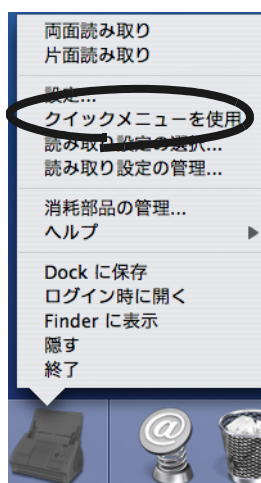 両面読み取り
片面読み取り
設定...
クイックメニューを使用
読み取り設定の選択...
読み取り設定の管理...
消耗部品の管理...
ヘルプ
Dock に保存
ログイン時に開く
Finder に表示
隠す
終了
@